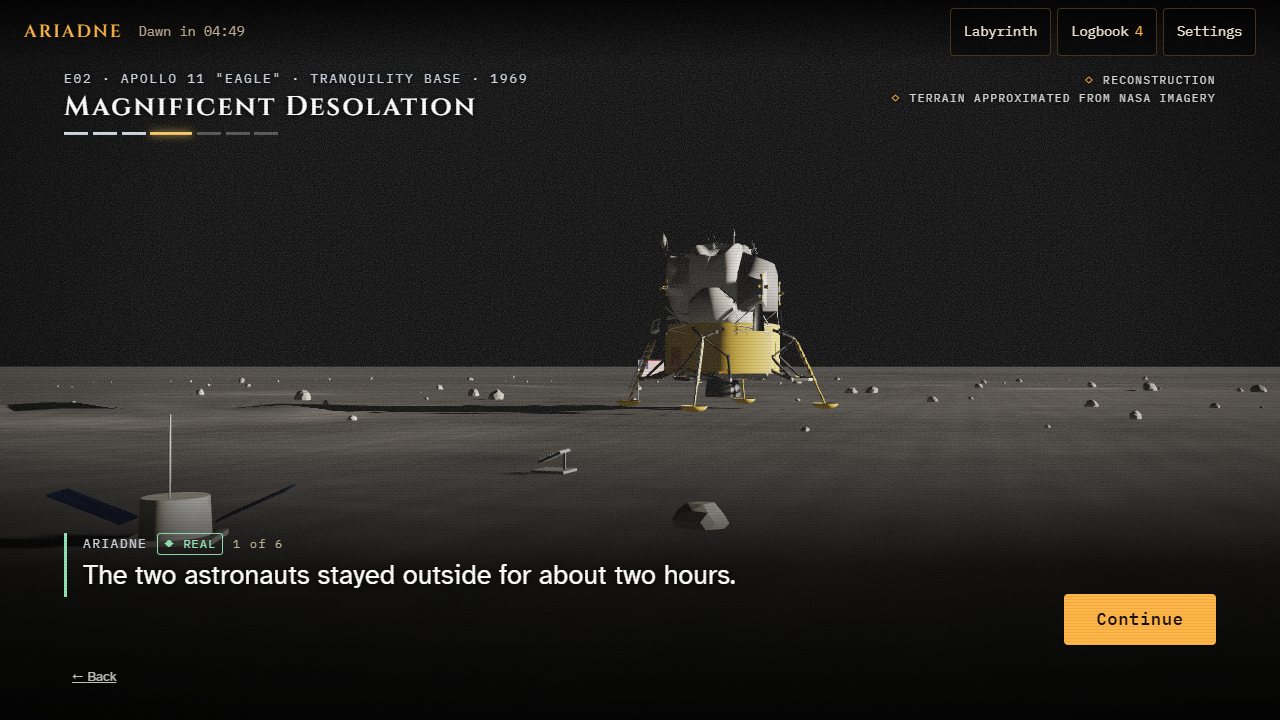 ARIADNE Dawn in 04:49
Labyrinth
Logbook 4
Settings
E02 · APOLLO 11 "EAGLE" · TRANQUILITY BASE · 1969
MAGNIFICENT DESOLATION
◇ RECONSTRUCTION
◇ TERRAIN APPROXIMATED FROM NASA IMAGERY
ARIADNE ◆ REAL 1 of 6
The two astronauts stayed outside for about two hours.
Continue
← Back